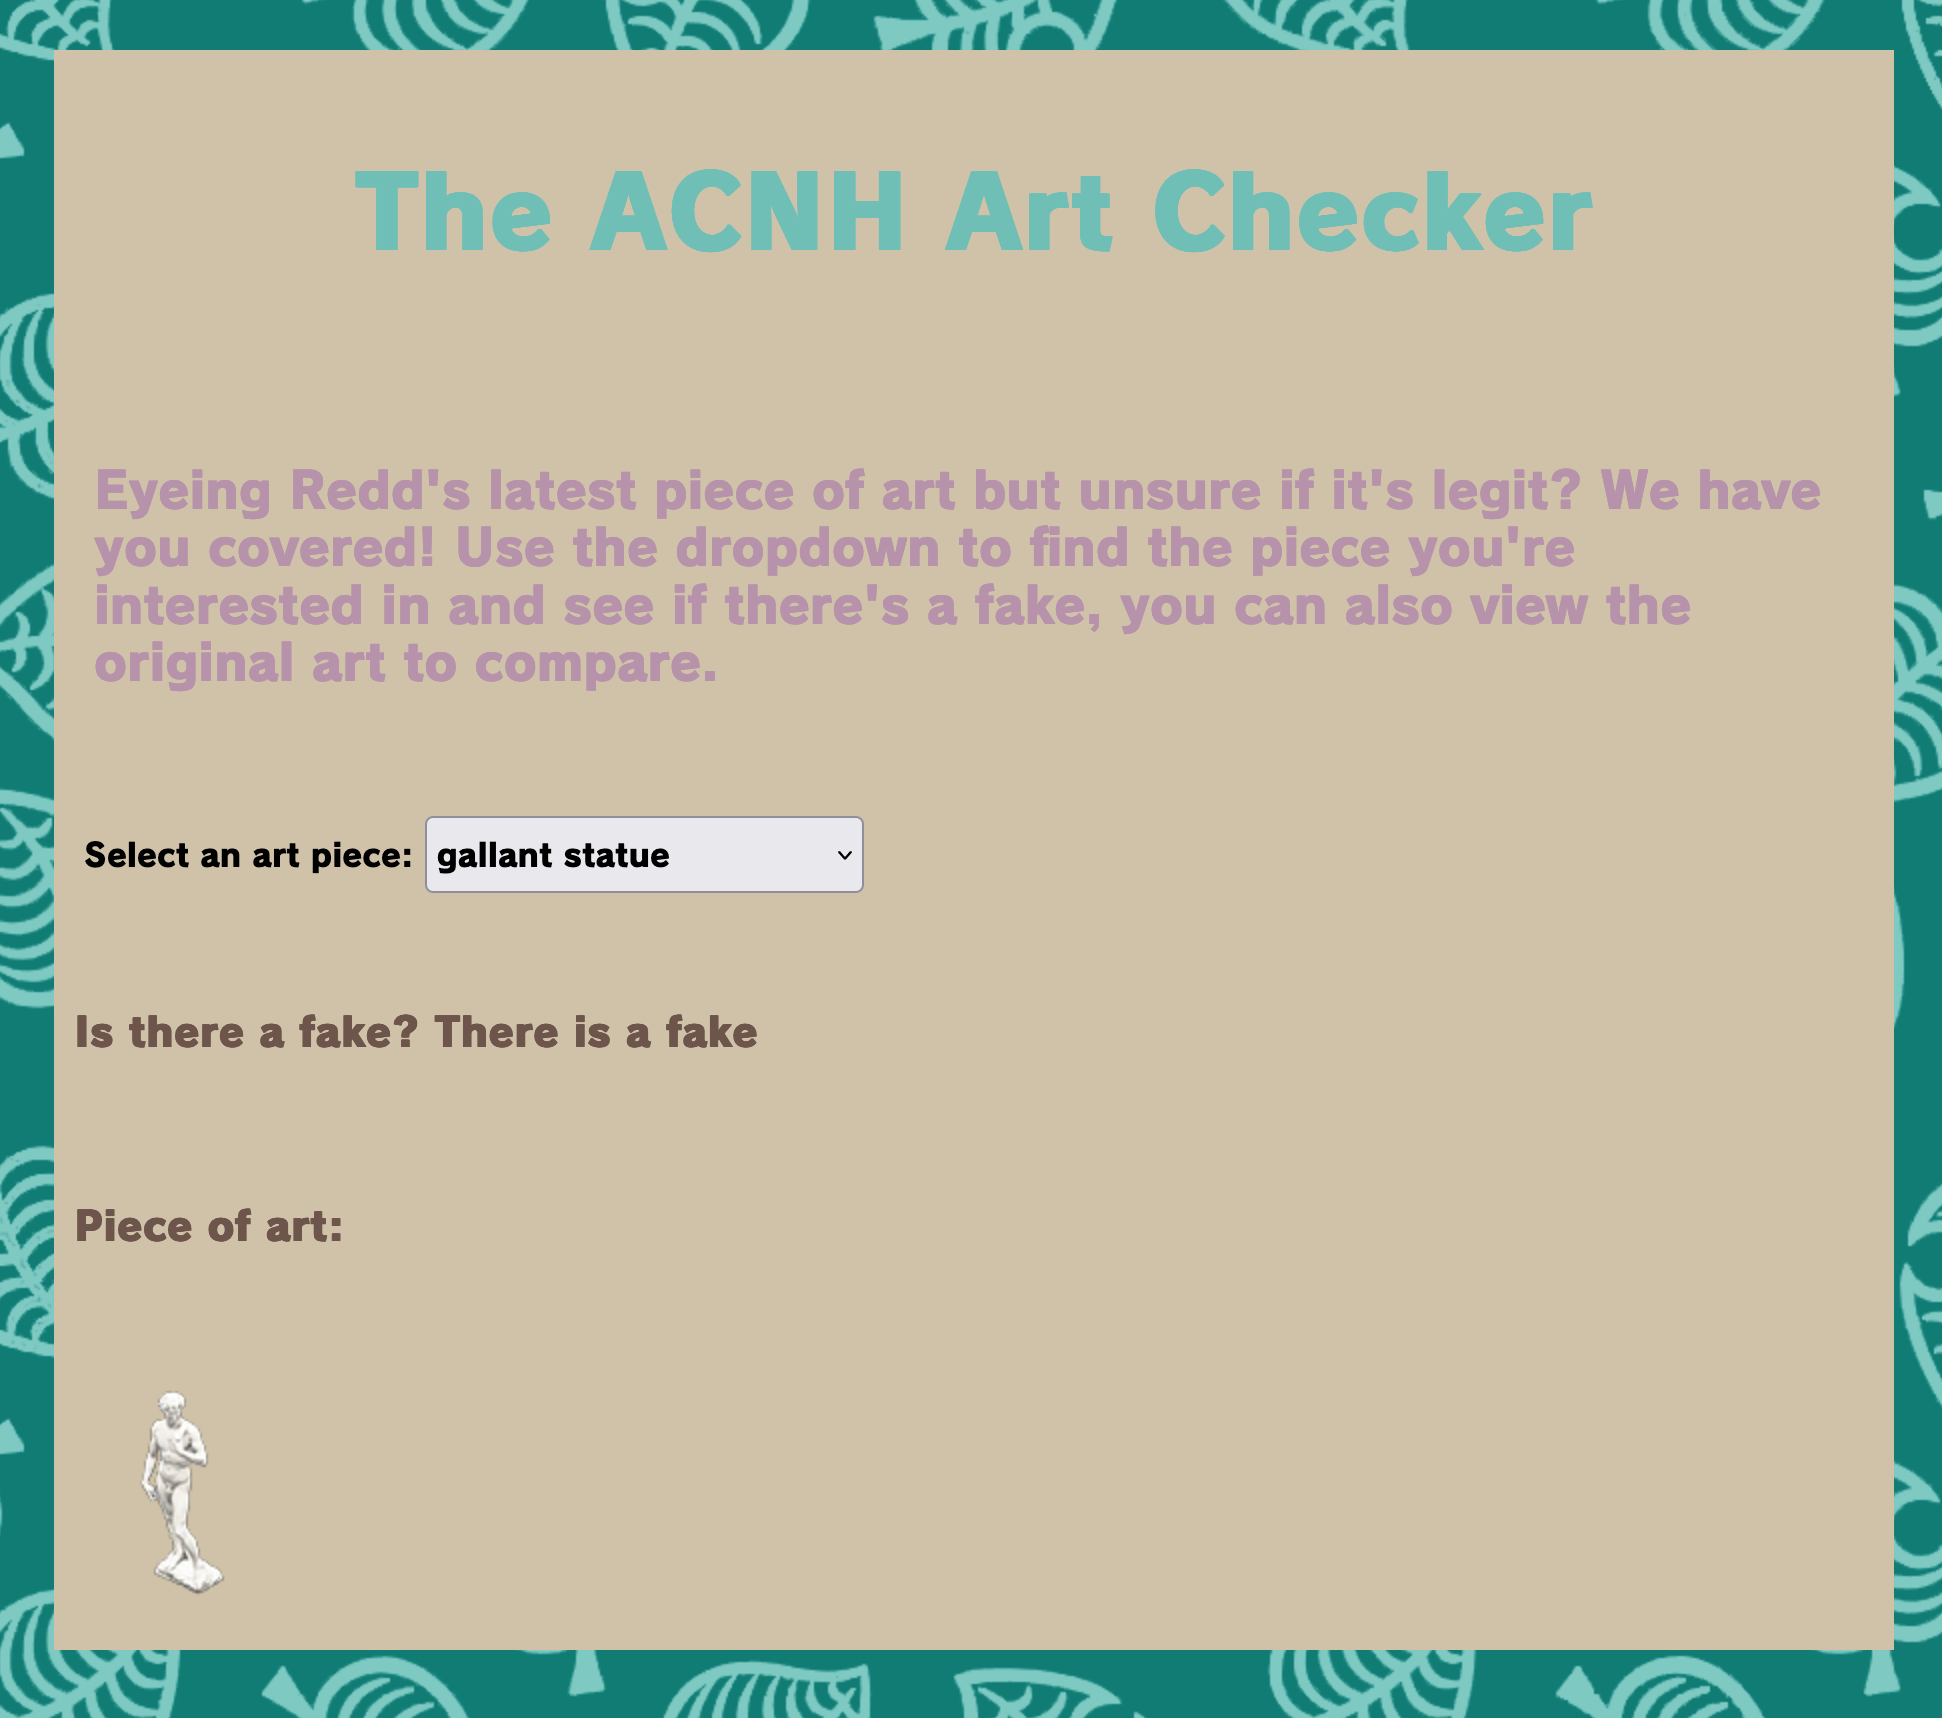 The ACNH Art Checker
Eyeing Redd's latest piece of art but unsure if it's legit? We have
you covered! Use the dropdown to find the piece you're
interested in and see if there's a fake, you can also view the
original art to compare.
Select an art piece: gallant statue
Is there a fake? There is a fake
Piece of art: